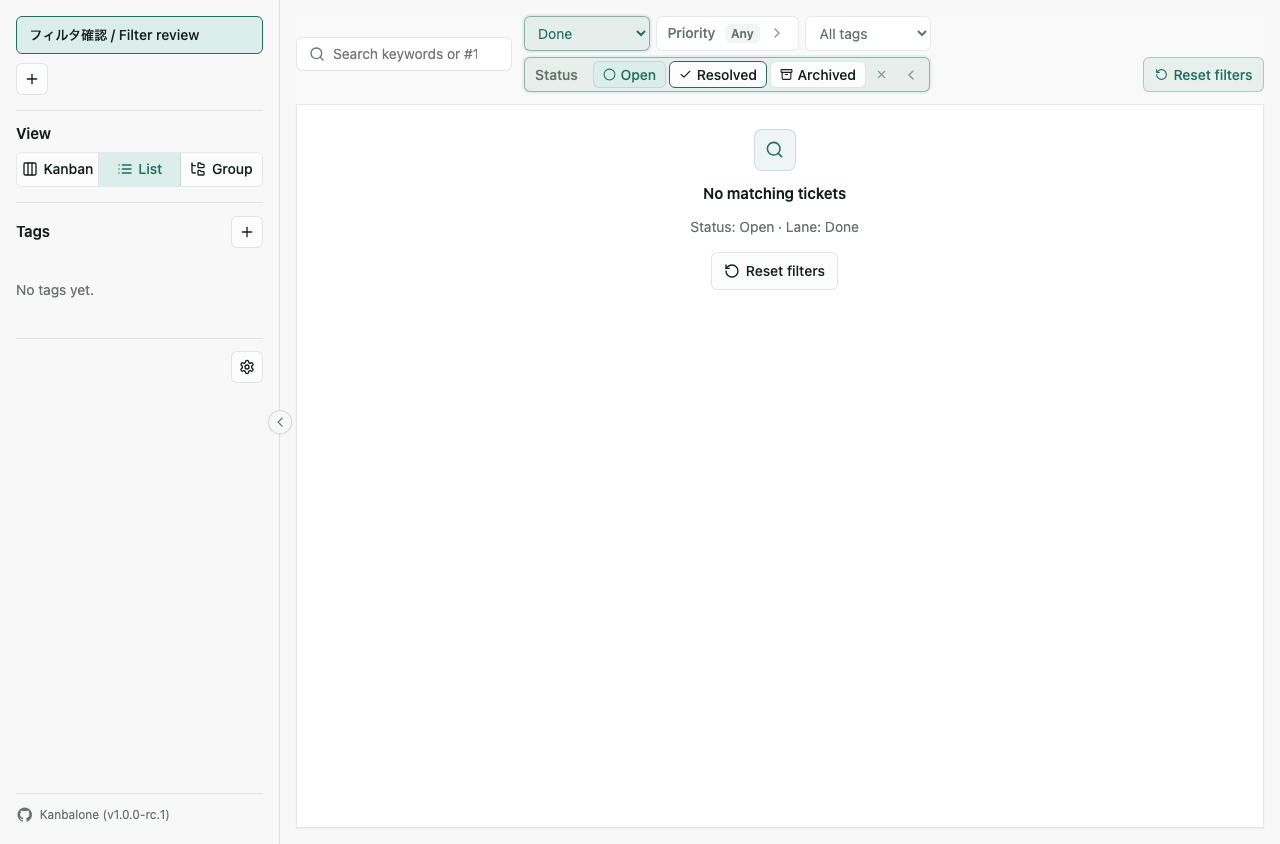 フィルタ確認 / Filter review
View
Kanban
List
Group
Tags
No tags yet.
Kanbalone (v1.0.0-rc.1)
Search keywords or #1
Done
Priority Any
All tags
Status Open Resolved Archived
Reset filters
No matching tickets
Status: Open · Lane: Done
Reset filters